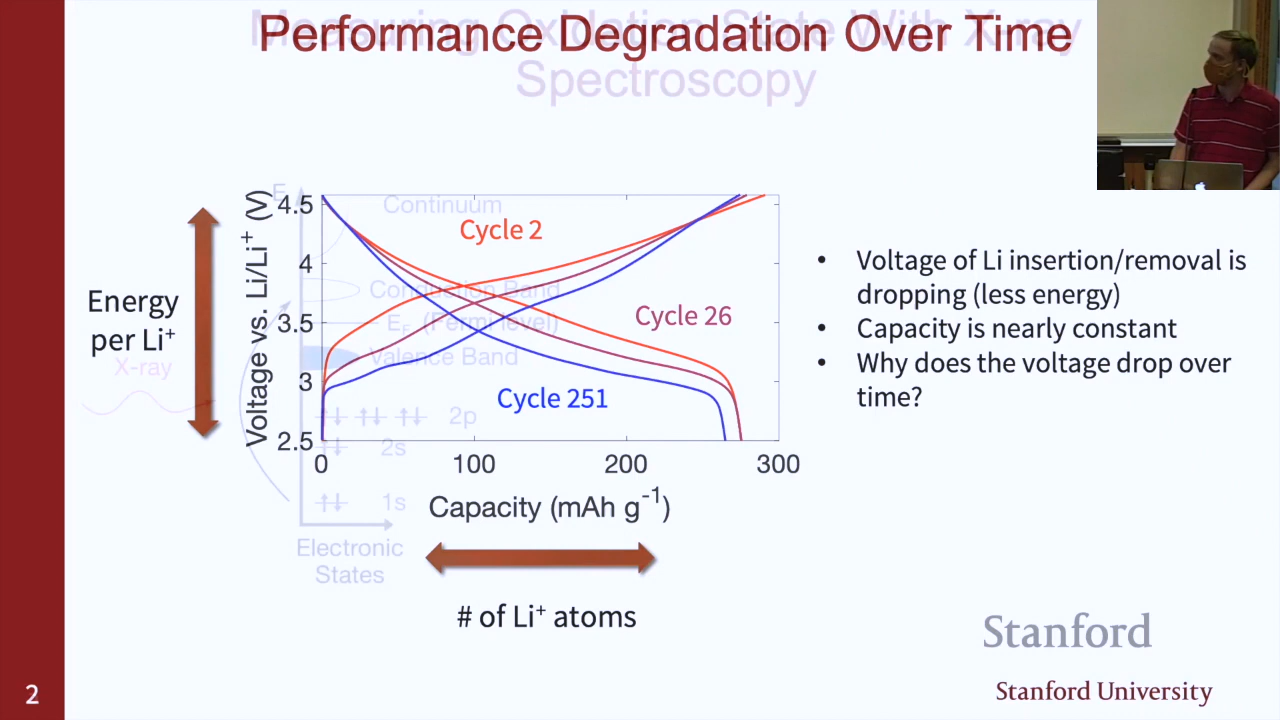 Performance Degradation Over Time
Measuring Oxidation State With X-ray
Spectroscopy
Energy
per Li⁺
X-ray
Voltage vs. Li/Li⁺ (V)
4.5
4
3.5
3
2.5
0
100
200
300
Cycle 2
Cycle 26
Cycle 251
E
Continuum
Conduction Band
E_F (Fermi level)
Valence Band
2p
2s
1s
Electronic
States
Capacity (mAh g⁻¹)
# of Li⁺ atoms
• Voltage of Li insertion/removal is
dropping (less energy)
• Capacity is nearly constant
• Why does the voltage drop over
time?
Stanford
Stanford University
2